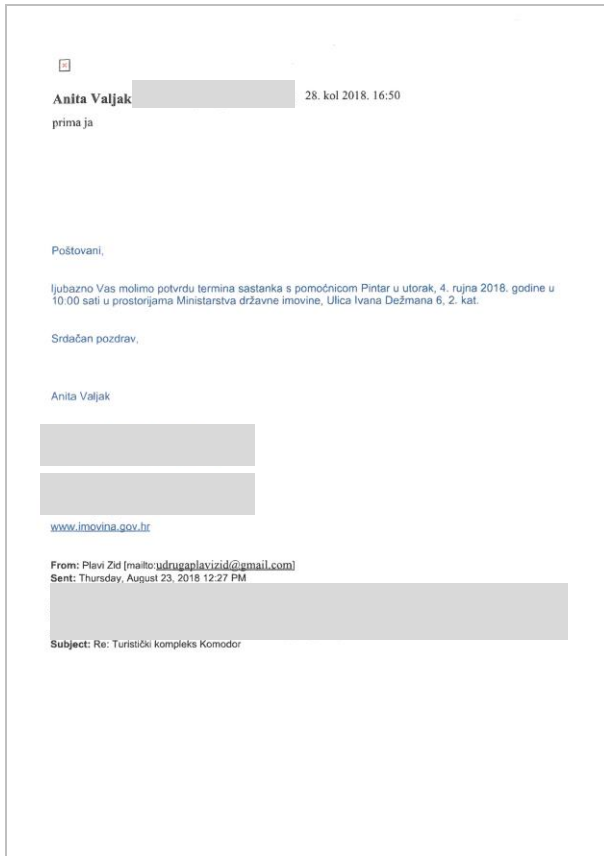 Anita Valjak 28. kol 2018. 16:50
prima ja
Poštovani,
ljubazno Vas molimo potvrdu termina sastanka s pomoćnicom Pintar u utorak, 4. rujna 2018. godine u
10:00 sati u prostorijama Ministarstva državne imovine, Ulica Ivana Dežmana 6, 2. kat.
Srdačan pozdrav,
Anita Valjak
www.imovina.gov.hr
From: Plavi Zid [mailto:udrugaplavizid@gmail.com]
Sent: Thursday, August 23, 2018 12:27 PM
Subject: Re: Turistički kompleks Komodor